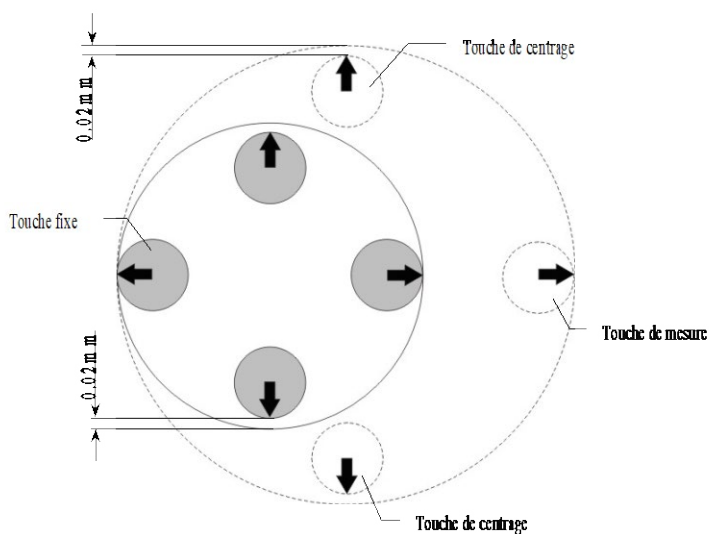 Touche de centrage
0.02mm
Touche fixe
Touche de mesure
0.02mm
Touche de centrage